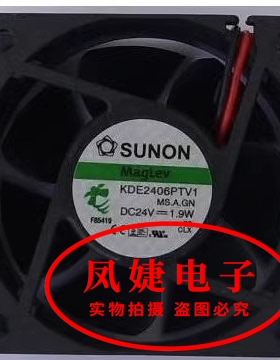 SUNON
MagLev
KDE2406PTV1
MS.A.GN
DC24V⎓1.9W
F85419
CLX
凤婕电子
实物拍摄 盗图必究